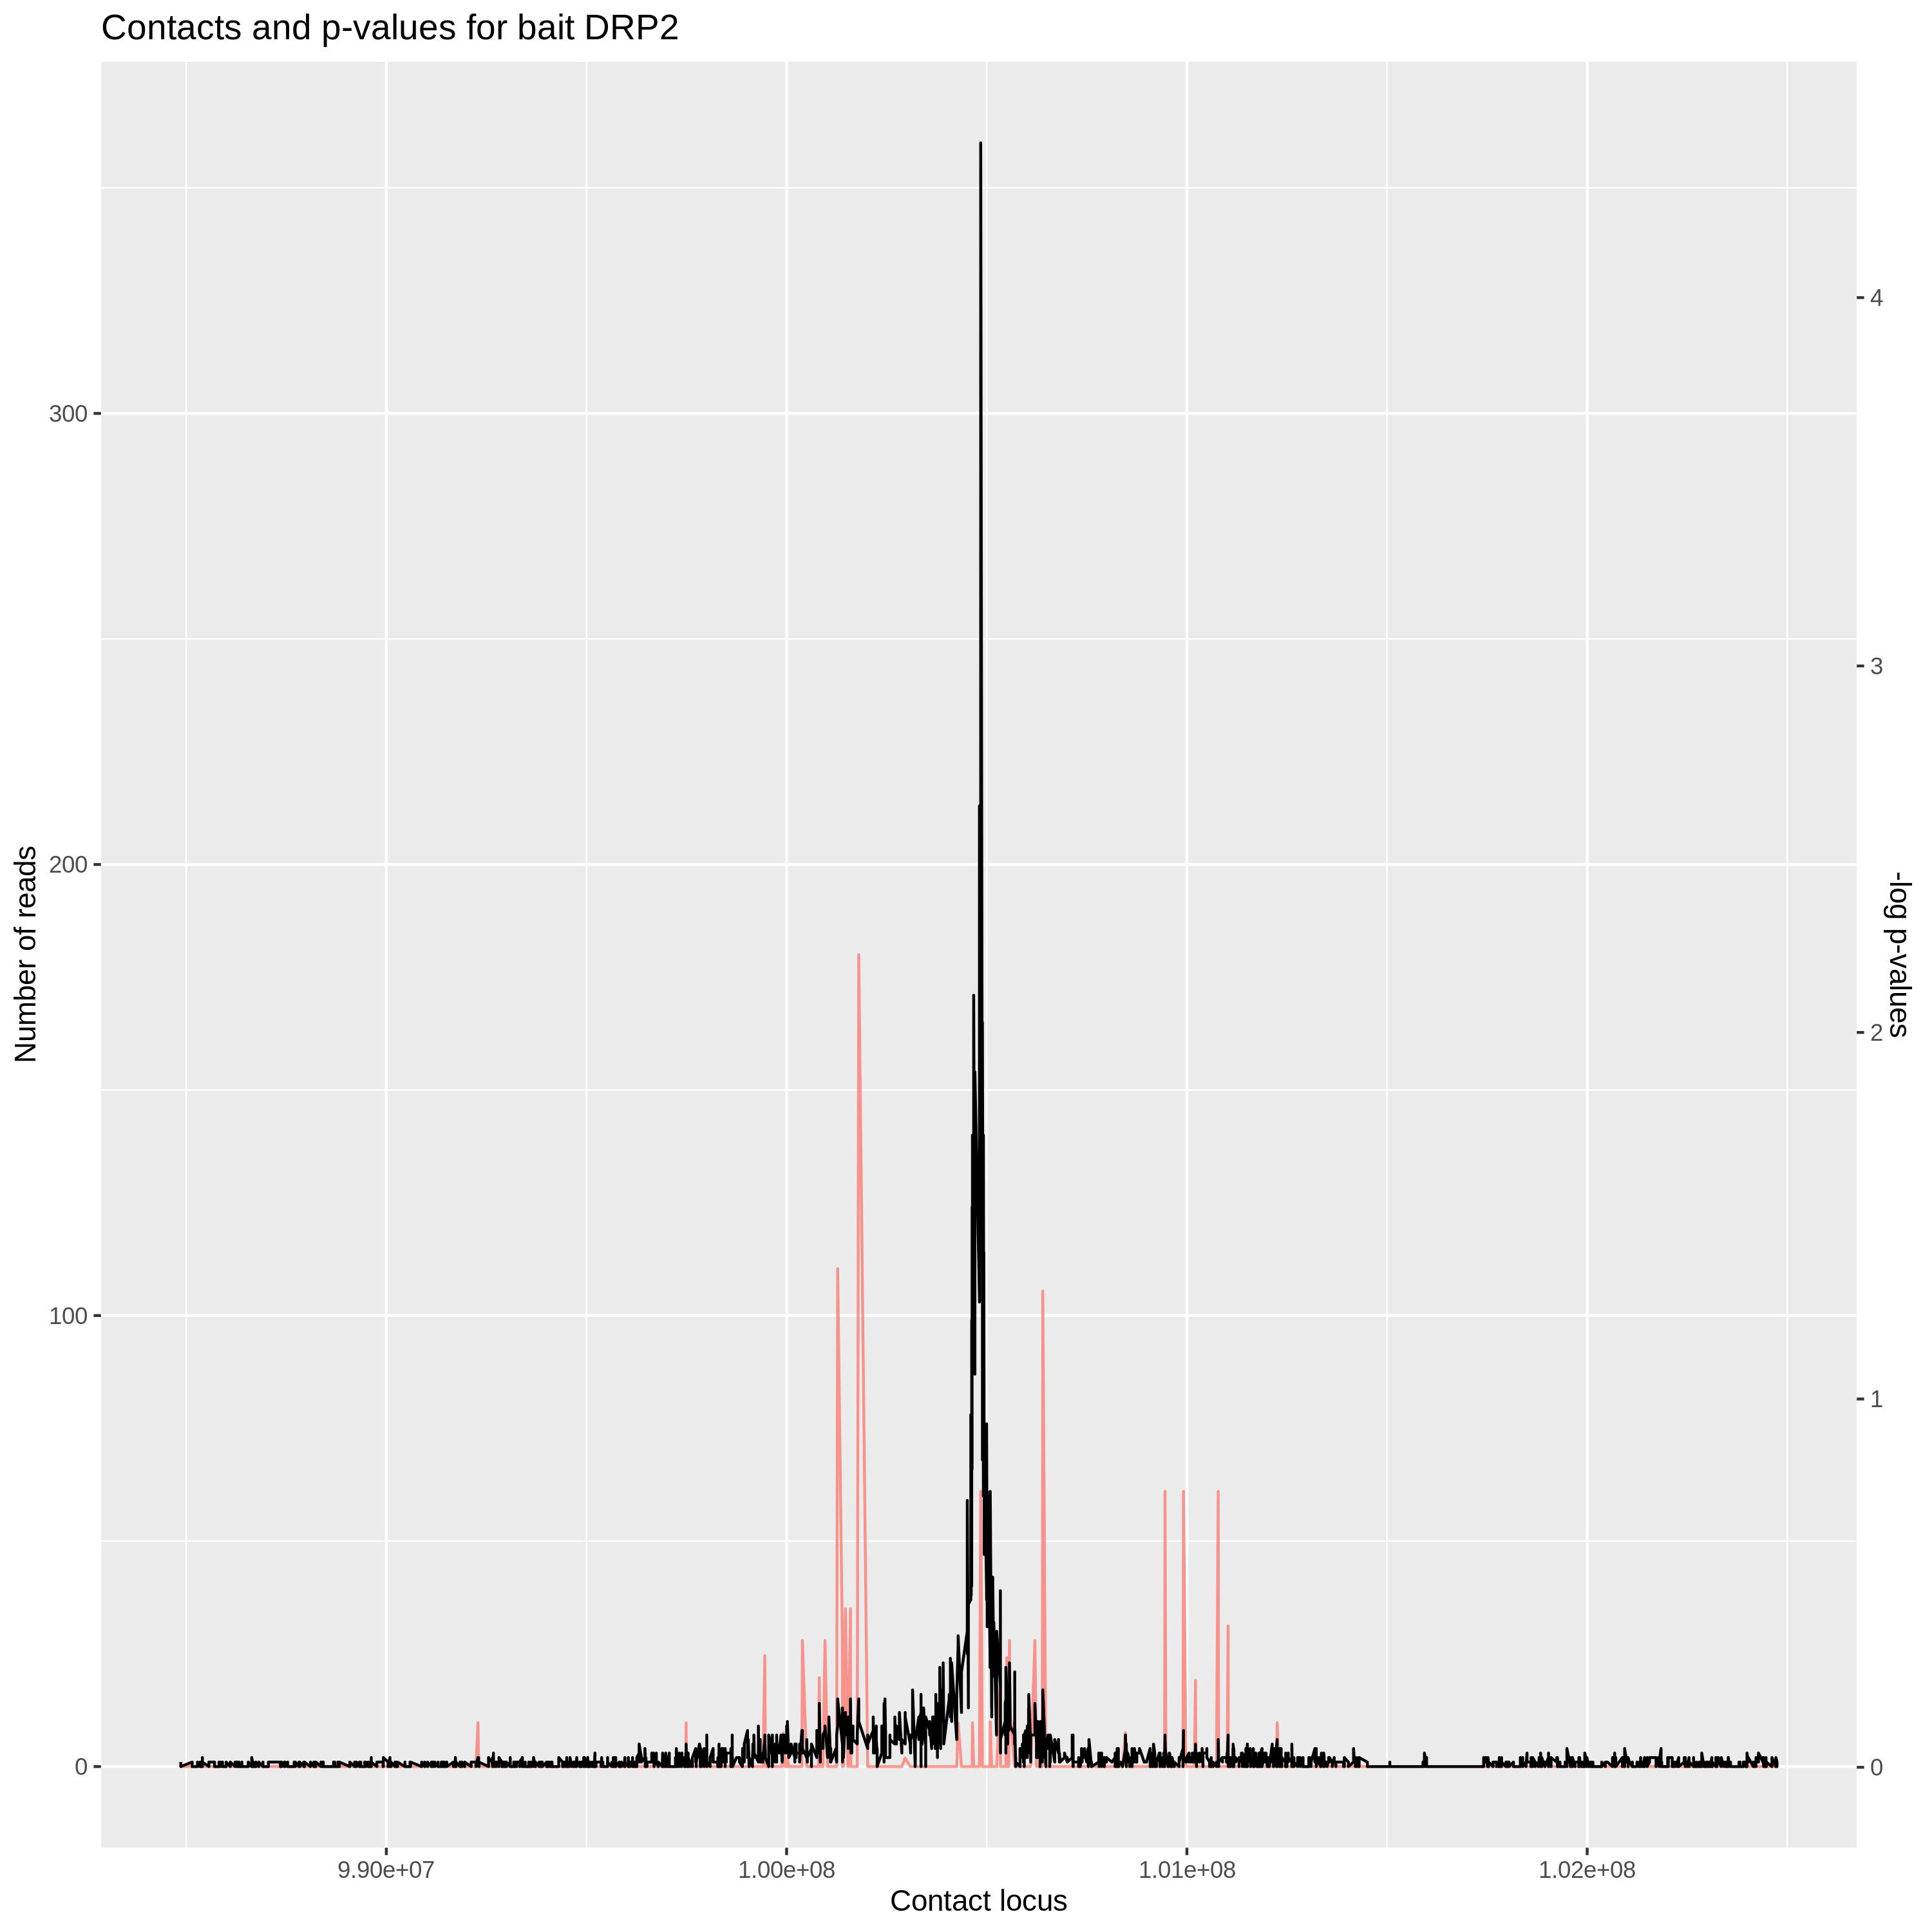 Contacts and p-values for bait DRP2
Number of reads
300
200
100
0
4
3
2
1
0
-log p-values
9.90e+07 1.00e+08 1.01e+08 1.02e+08
Contact locus